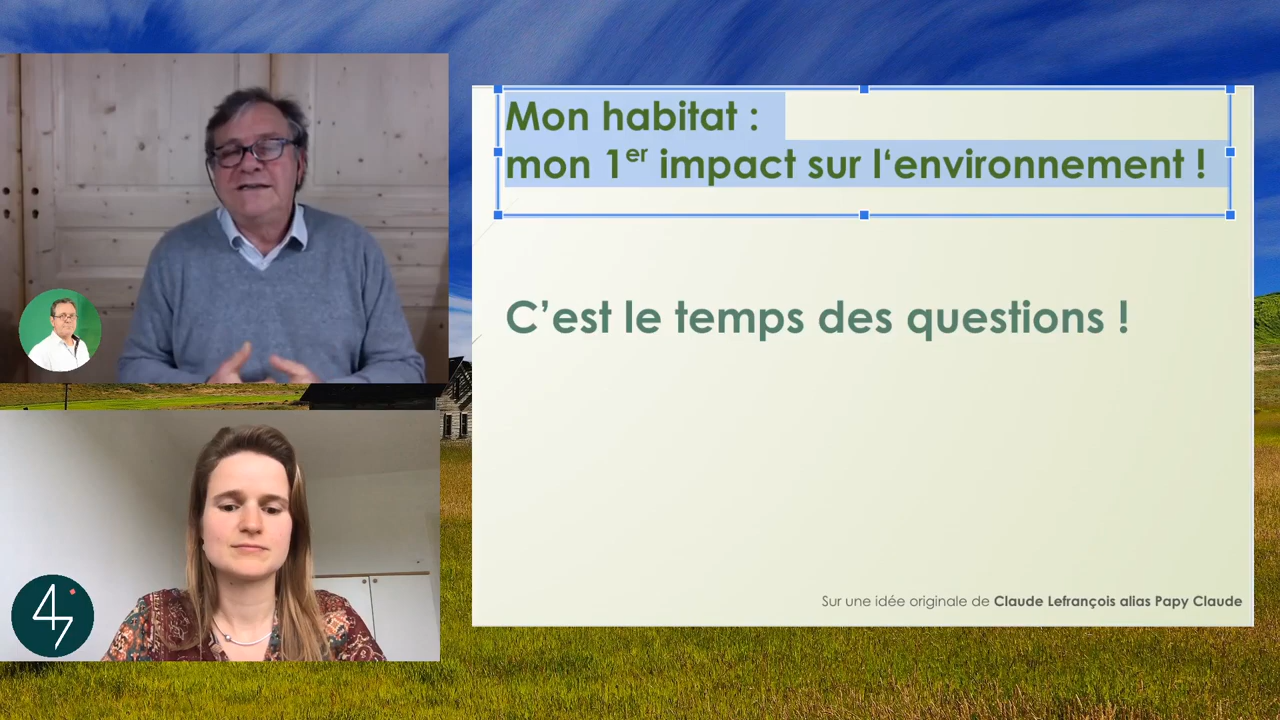 Mon habitat :
mon 1er impact sur l‘environnement !
C’est le temps des questions !
Sur une idée originale de Claude Lefrançois alias Papy Claude
47